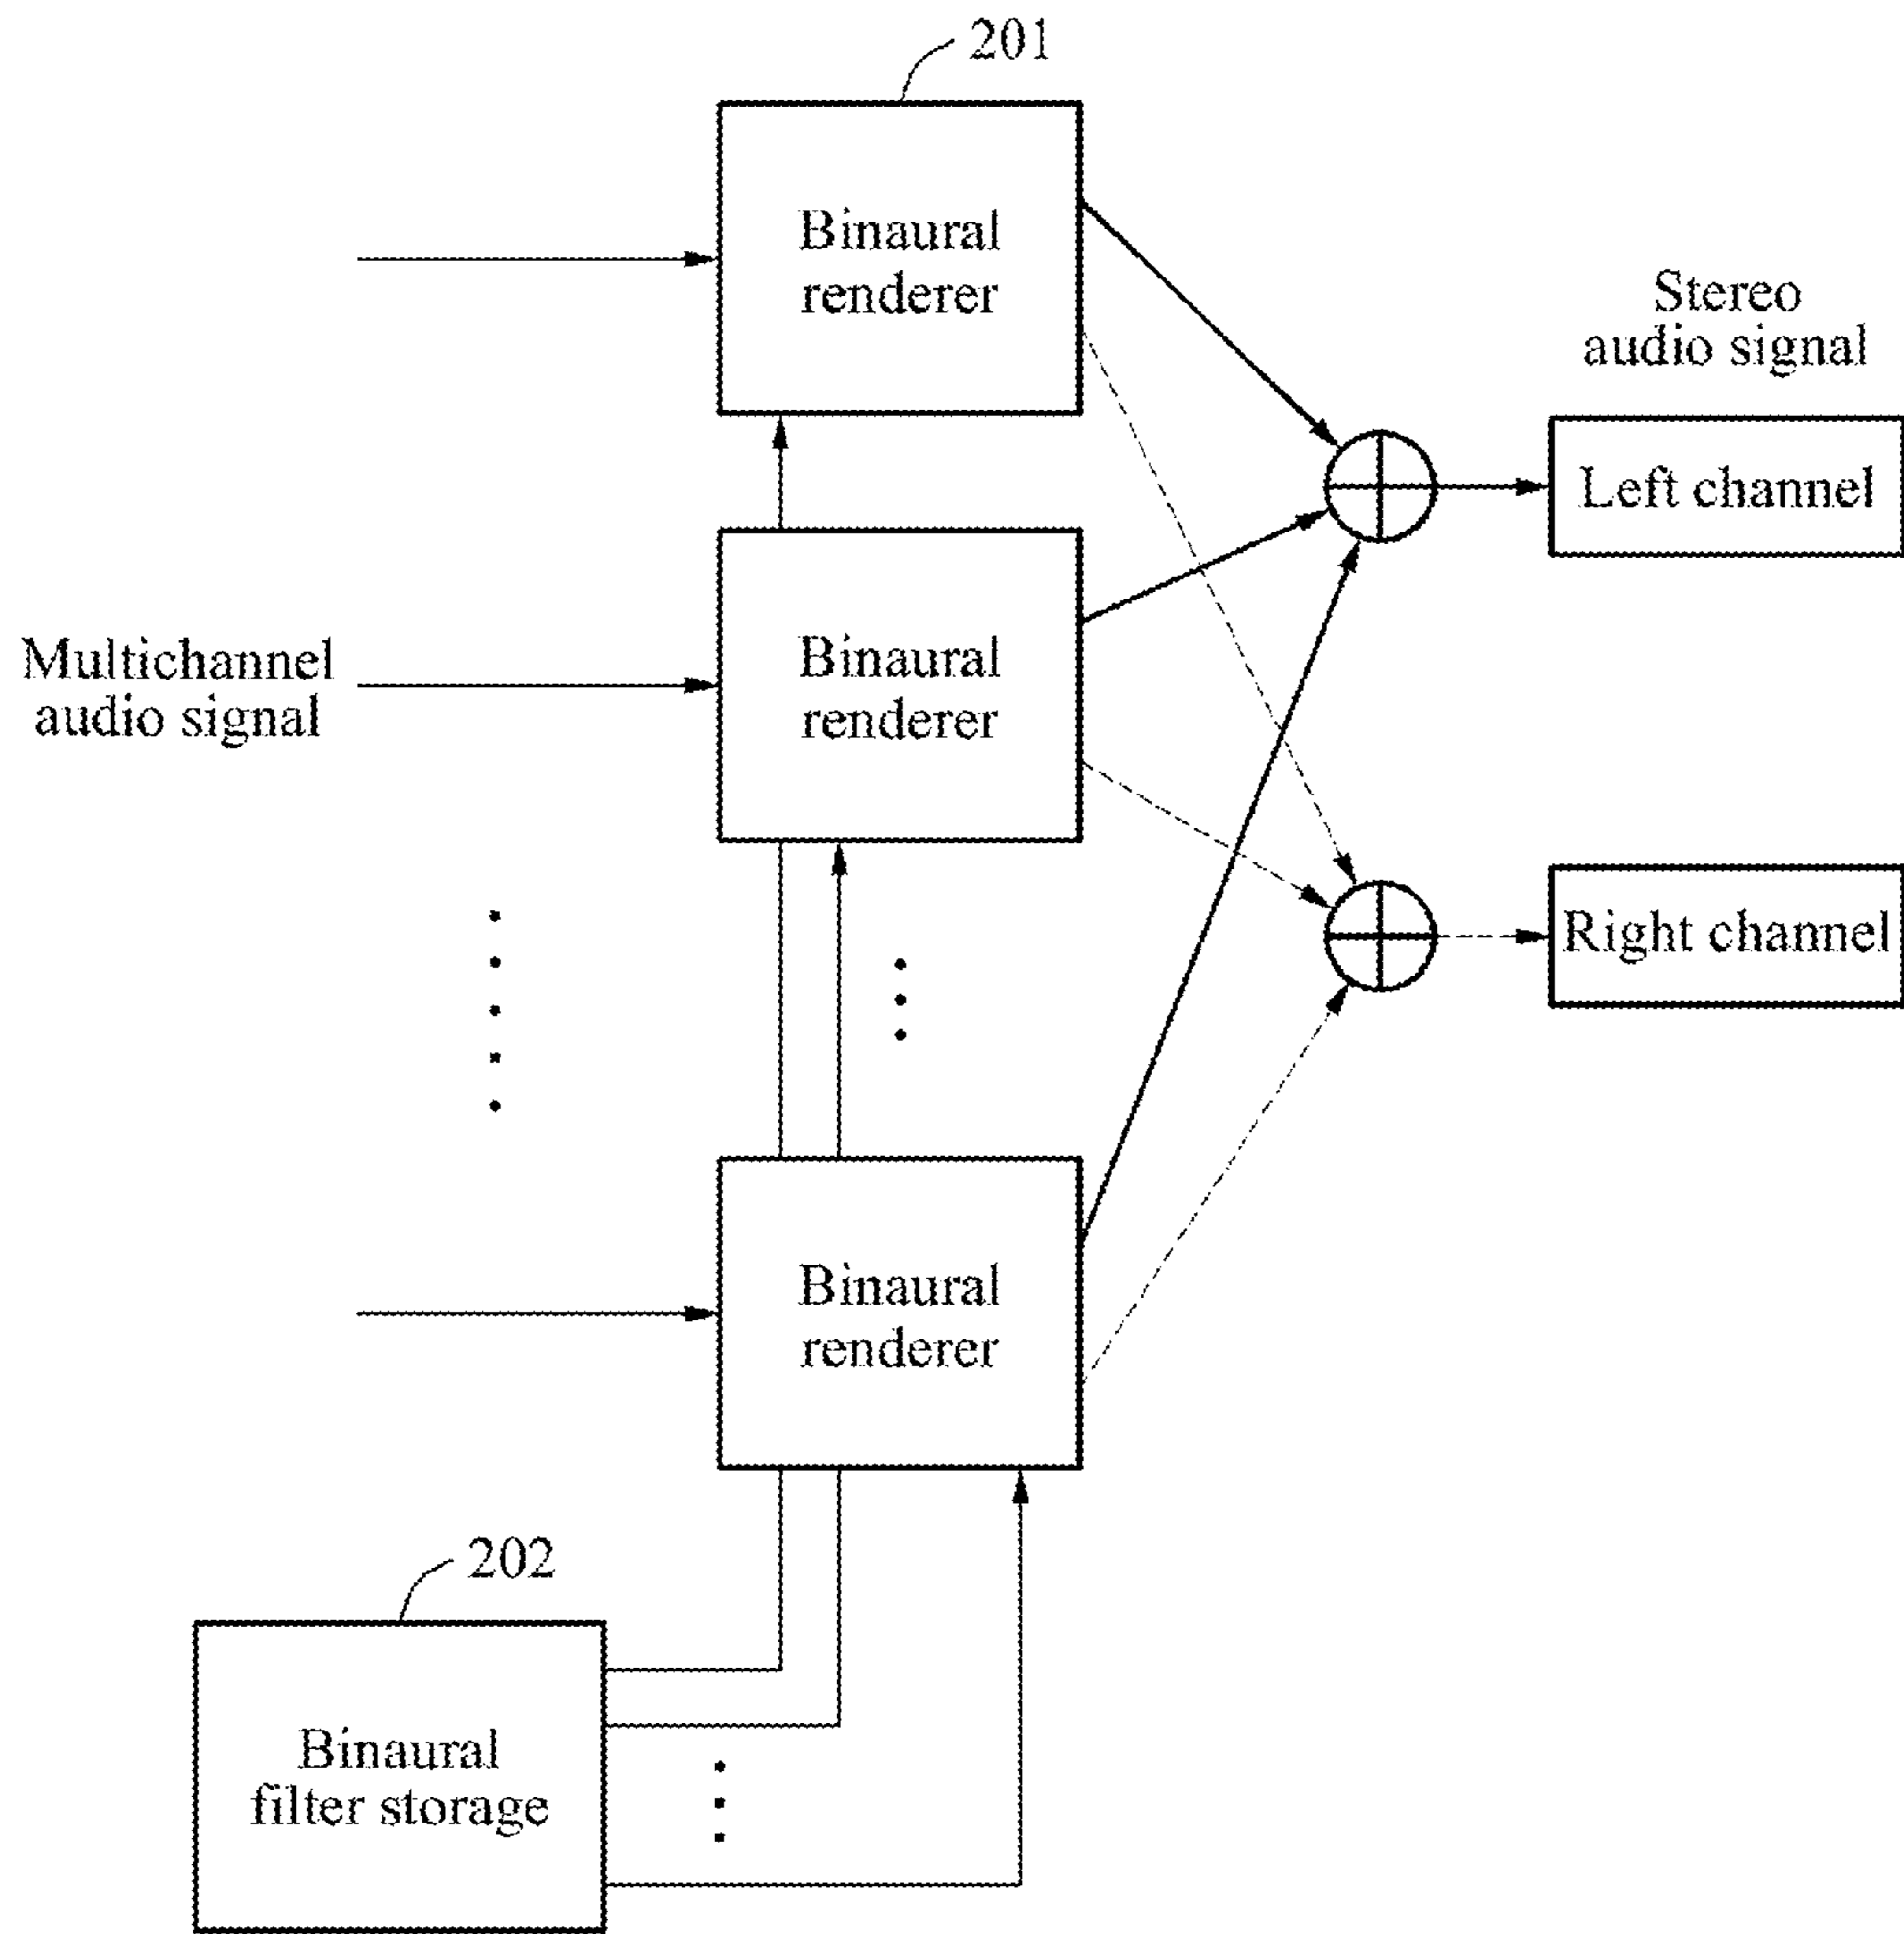 201
Binaural
renderer
Stereo
audio signal
Left channel
Multichannel
audio signal
Binaural
renderer
Right channel
Binaural
renderer
202
Binaural
filter storage